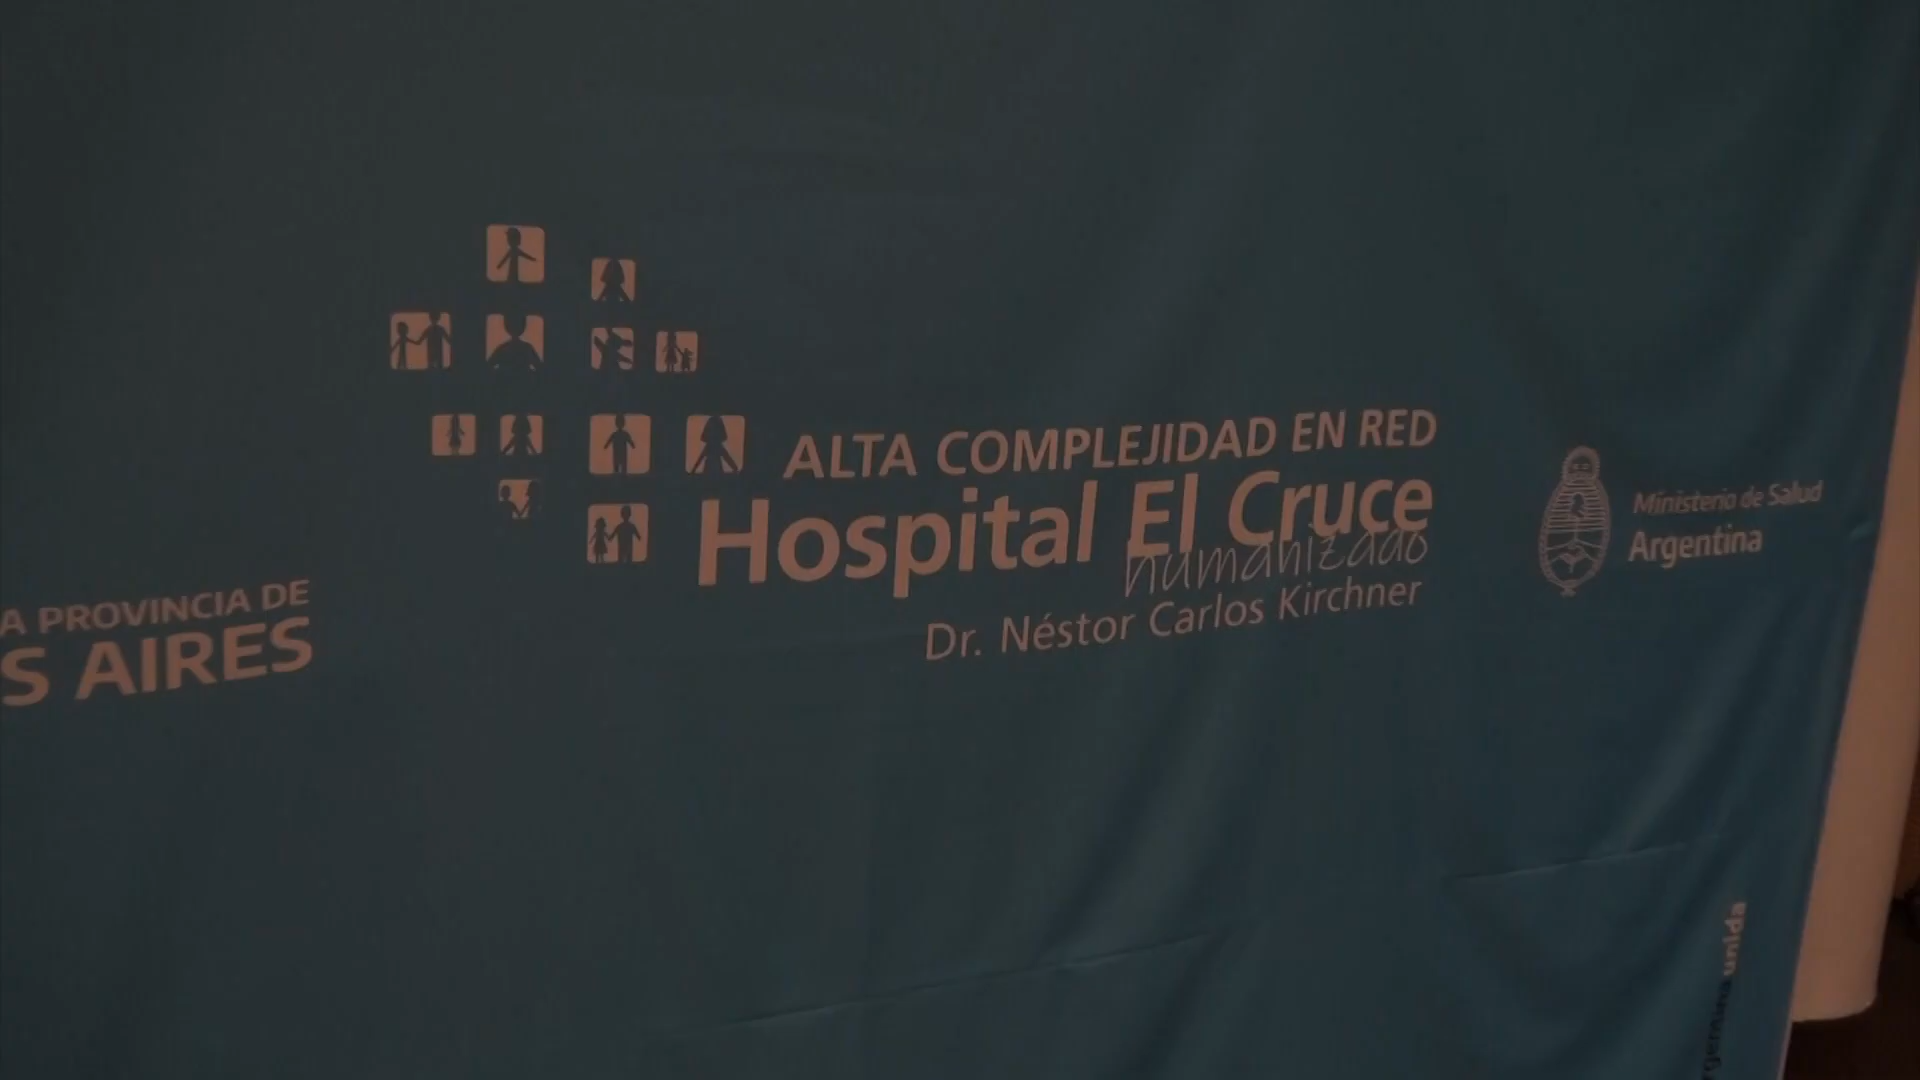 A PROVINCIA DE
S AIRES
ALTA COMPLEJIDAD EN RED
Hospital El Cruce
humanizado
Dr. Néstor Carlos Kirchner
Ministerio de Salud
Argentina
unida